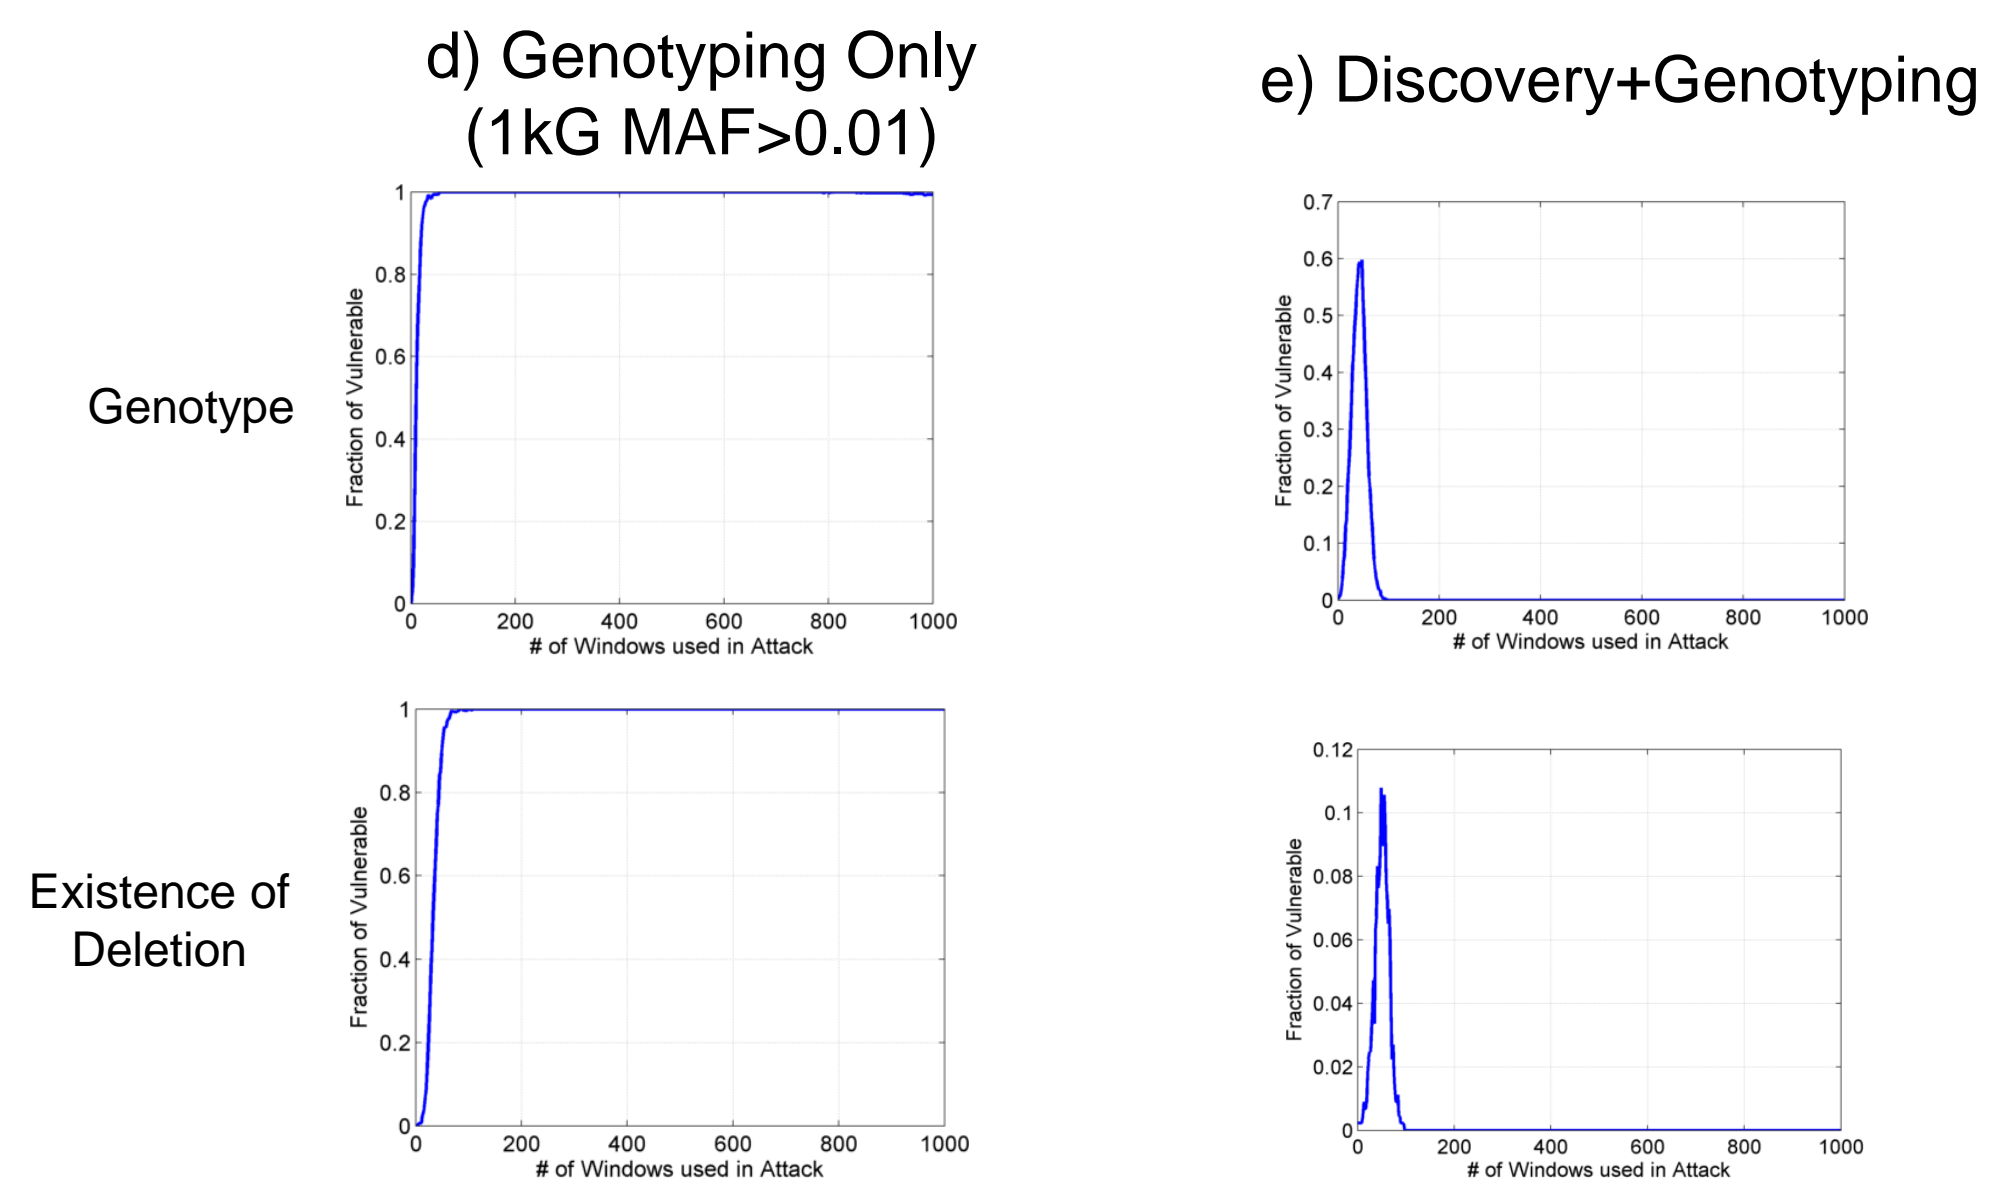 d) Genotyping Only
(1kG MAF>0.01)
e) Discovery+Genotyping
Genotype
Fraction of Vulnerable
1
0.8
0.6
0.4
0.2
0
0 200 400 600 800 1000
# of Windows used in Attack
Fraction of Vulnerable
0.7
0.6
0.5
0.4
0.3
0.2
0.1
0
0 200 400 600 800 1000
# of Windows used in Attack
Existence of
Deletion
Fraction of Vulnerable
1
0.8
0.6
0.4
0.2
0
0 200 400 600 800 1000
# of Windows used in Attack
Fraction of Vulnerable
0.12
0.1
0.08
0.06
0.04
0.02
0
0 200 400 600 800 1000
# of Windows used in Attack